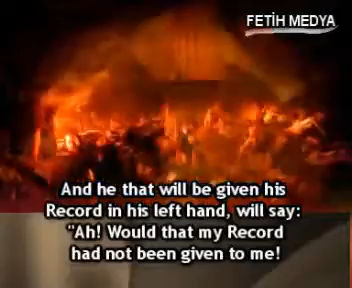 FETİH MEDYA
And he that will be given his
Record in his left hand, will say:
"Ah! Would that my Record
had not been given to me!